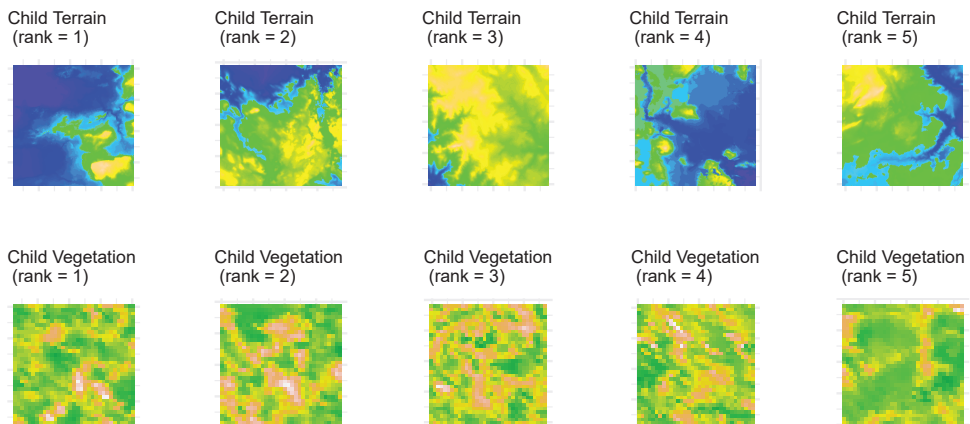 Child Terrain
(rank = 1)
Child Terrain
(rank = 2)
Child Terrain
(rank = 3)
Child Terrain
(rank = 4)
Child Terrain
(rank = 5)
Child Vegetation
(rank = 1)
Child Vegetation
(rank = 2)
Child Vegetation
(rank = 3)
Child Vegetation
(rank = 4)
Child Vegetation
(rank = 5)